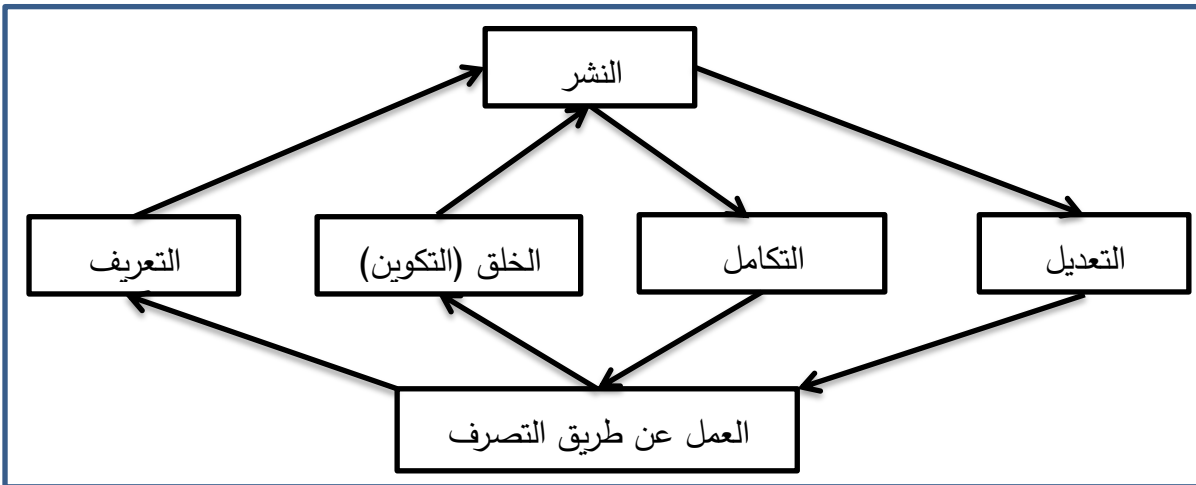 النشر
التعديل
التكامل
الخلق (التكوين)
التعريف
العمل عن طريق التصرف